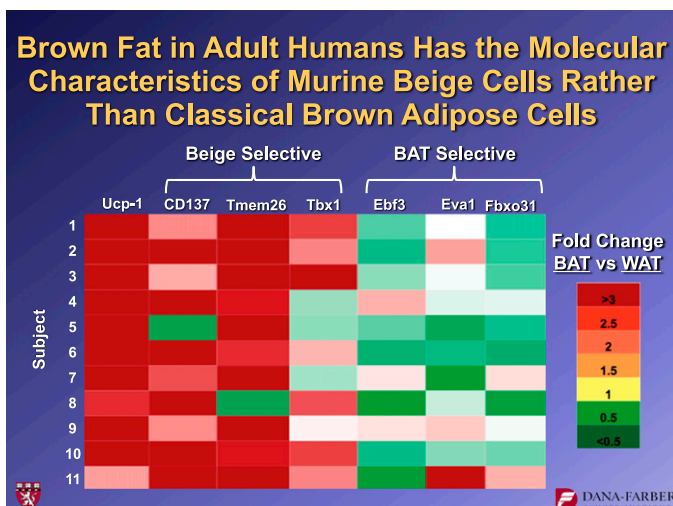 Brown Fat in Adult Humans Has the Molecular
Characteristics of Murine Beige Cells Rather
Than Classical Brown Adipose Cells
Beige Selective BAT Selective
Ucp-1 CD137 Tmem26 Tbx1 Ebf3 Eva1 Fbxo31
Subject
1
2
3
4
5
6
7
8
9
10
11
Fold Change
BAT vs WAT
>3
2.5
2
1.5
1
0.5
<0.5
DANA-FARBER